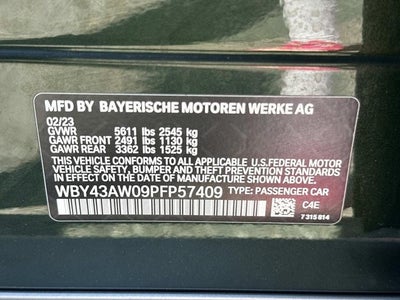 MFD BY BAYERISCHE MOTOREN WERKE AG
02/23
GVWR 5611 lbs 2545 kg
GAWR FRONT 2491 lbs 1130 kg
GAWR REAR 3362 lbs 1525 kg
THIS VEHICLE CONFORMS TO ALL APPLICABLE U.S.FEDERAL MOTOR
VEHICLE SAFETY, BUMPER, AND THEFT PREVENTION STANDARDS
IN EFFECT ON THE DATE OF MANUFACTURE SHOWN ABOVE.
WBY43AW09PFP57409 TYPE: PASSENGER CAR
C4E
7 315 814